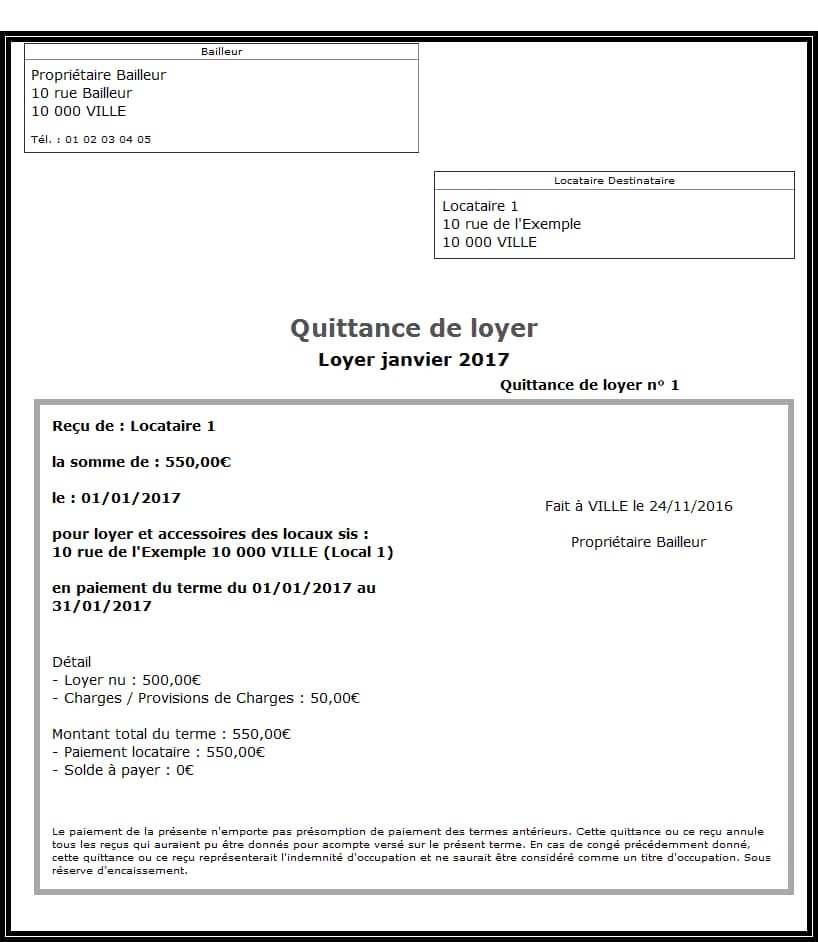 Bailleur
Propriétaire Bailleur
10 rue Bailleur
10 000 VILLE
Tél. : 01 02 03 04 05
Locataire Destinataire
Locataire 1
10 rue de l'Exemple
10 000 VILLE
Quittance de loyer
Loyer janvier 2017
Quittance de loyer nº 1
Reçu de : Locataire 1
la somme de : 550,00€
le : 01/01/2017
pour loyer et accessoires des locaux sis :
10 rue de l'Exemple 10 000 VILLE (Local 1)
en paiement du terme du 01/01/2017 au
31/01/2017
Fait à VILLE le 24/11/2016
Propriétaire Bailleur
Détail
- Loyer nu : 500,00€
- Charges / Provisions de Charges : 50,00€
Montant total du terme : 550,00€
- Paiement locataire : 550,00€
- Solde à payer : 0€
Le paiement de la présente n'emporte pas présomption de paiement des termes antérieurs. Cette quittance ou ce reçu annule
tous les reçus qui auraient pu être donnés pour acompte versé sur le présent terme. En cas de congé précédemment donné,
cette quittance ou ce reçu représenterait l'indemnité d'occupation et ne saurait être considéré comme un titre d'occupation. Sous
réserve d'encaissement.